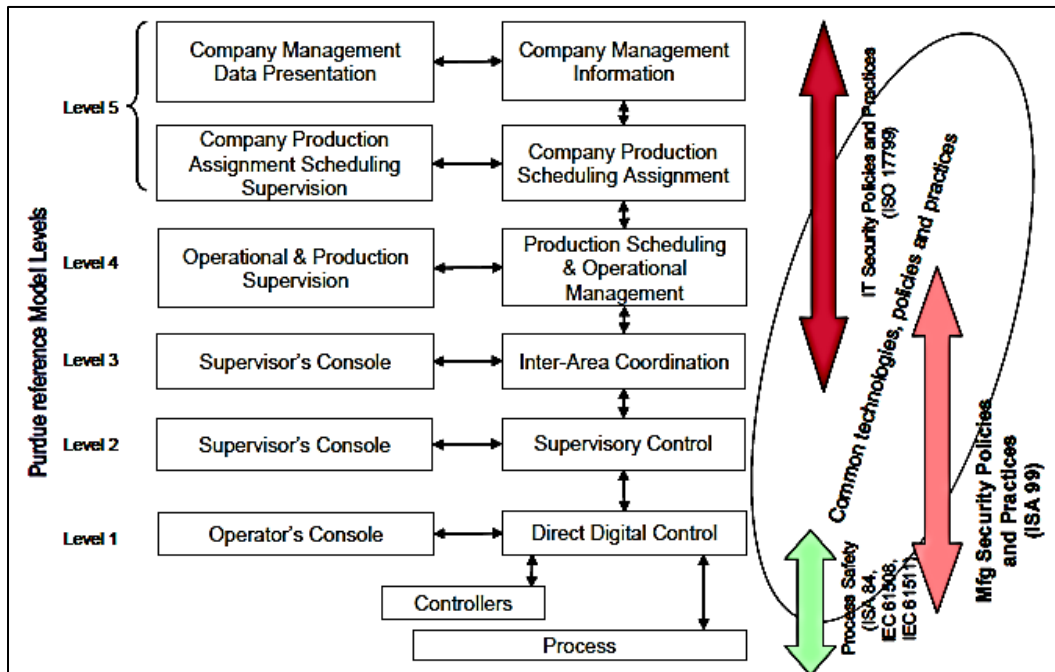 Purdue reference Model Levels
Level 5
Company Management
Data Presentation
Company Management
Information
Company Production
Assignment Scheduling
Supervision
Company Production
Scheduling Assignment
Level 4
Operational & Production
Supervision
Production Scheduling
& Operational
Management
Level 3
Supervisor's Console
Inter-Area Coordination
Level 2
Supervisor's Console
Supervisory Control
Level 1
Operator's Console
Direct Digital Control
Controllers
Process
IT Security Policies and Practices
(ISO 17799)
Common technologies, policies and practices
Process Safety
(ISA 84,
IEC 61508,
IEC 61511)
Mfg Security Policies
and Practices
(ISA 99)